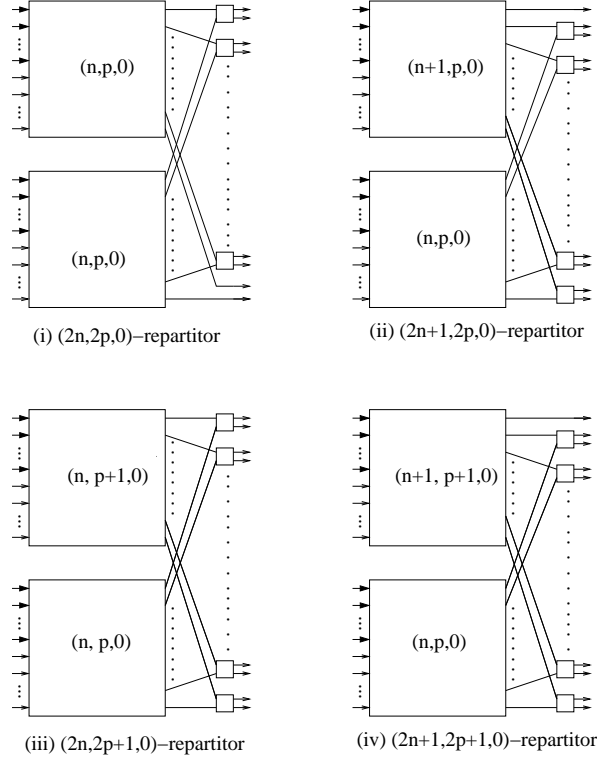 (n,p,0)
(n+1,p,0)
(n,p,0)
(n,p,0)
(i) (2n,2p,0)−repartitor
(ii) (2n+1,2p,0)−repartitor
(n, p+1,0)
(n+1, p+1,0)
(n, p,0)
(n,p,0)
(iii) (2n,2p+1,0)−repartitor
(iv) (2n+1,2p+1,0)−repartitor